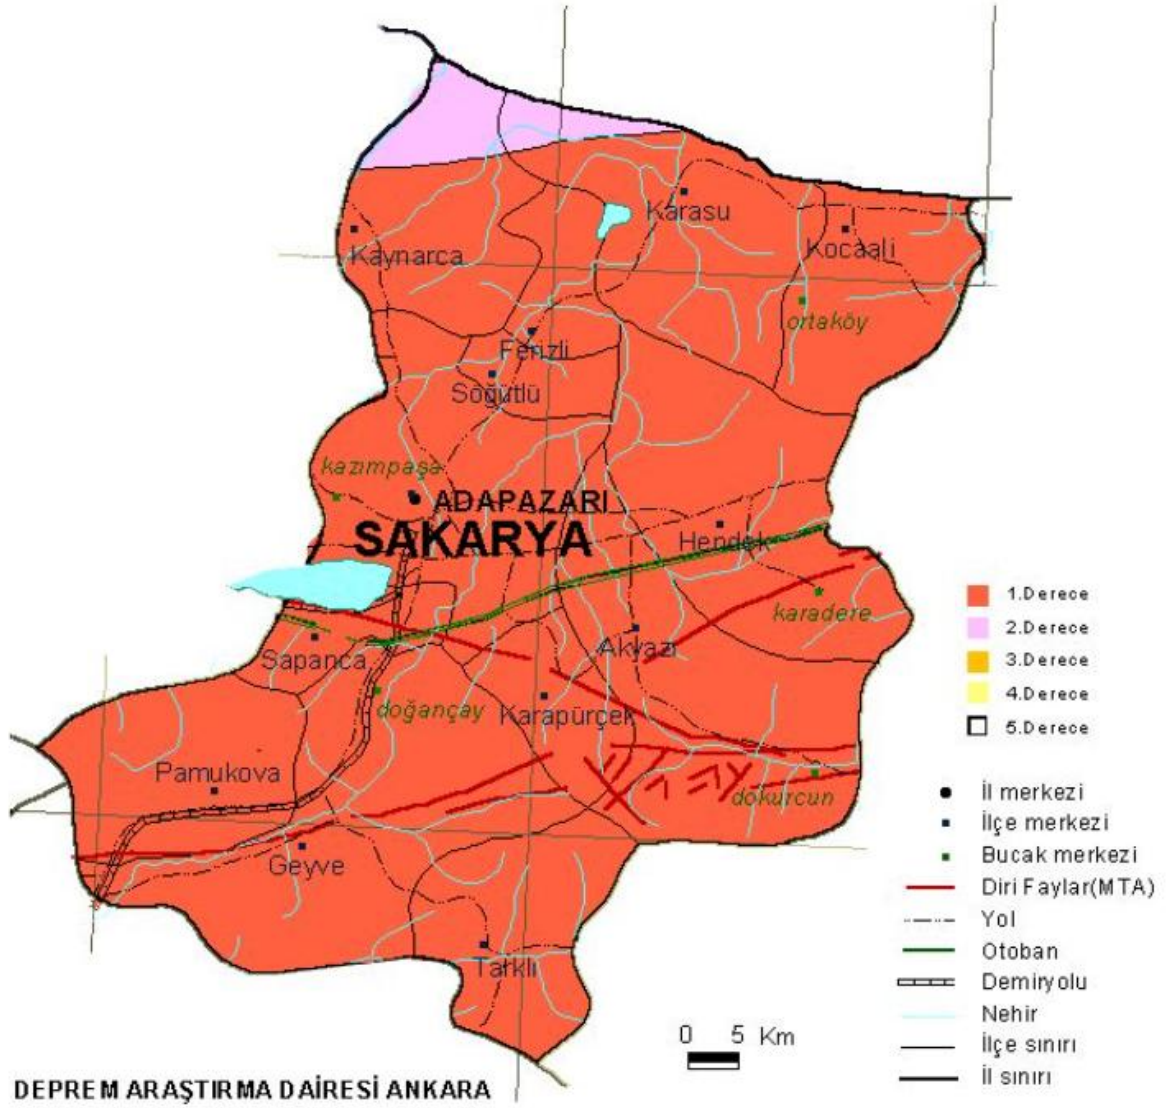 Karasu
Kocaali
Kaynarca
ortaköy
Ferizli
Söğütlü
kazımpaşa
ADAPAZARI
SAKARYA
Hendek
karadere
Akyazı
Sapanca
doğançay
Karapürçek
Pamukova
dokurcun
Geyve
Taraklı
1.Derece
2.Derece
3.Derece
4.Derece
5.Derece
İl merkezi
İlçe merkezi
Bucak merkezi
Diri Faylar(MTA)
Yol
Otoban
Demiryolu
Nehir
İlçe sınırı
İl sınırı
0 5 Km
DEPREM ARAŞTIRMA DAİRESİ ANKARA